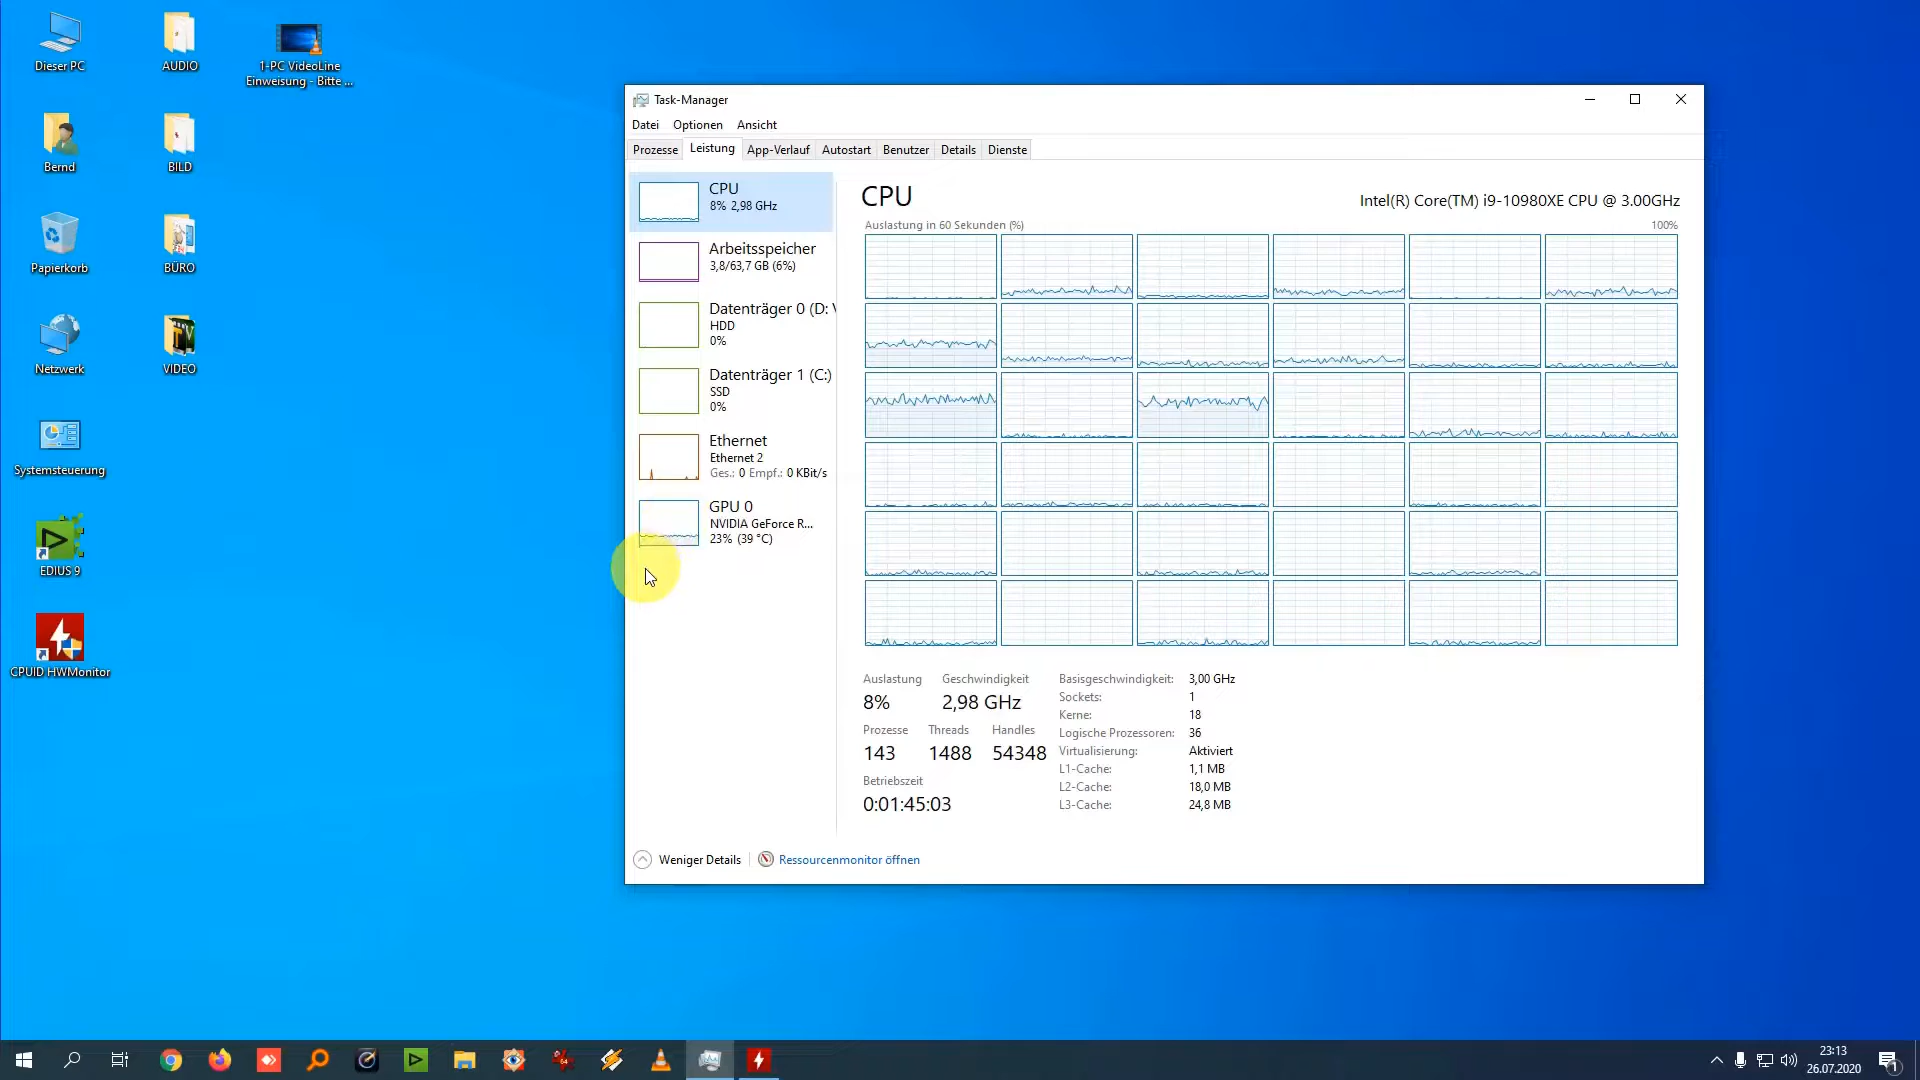 Dieser PC
AUDIO
1-PC VideoLine
Einweisung - Bitte ...
Bernd
BILD
Papierkorb
BÜRO
Netzwerk
VIDEO
Systemsteuerung
EDIUS 9
CPUID HWMonitor
Task-Manager
Datei Optionen Ansicht
Prozesse Leistung App-Verlauf Autostart Benutzer Details Dienste
CPU
8% 2,98 GHz
Arbeitsspeicher
3,8/63,7 GB (6%)
Datenträger 0 (D:
HDD
0%
Datenträger 1 (C:)
SSD
0%
Ethernet
Ethernet 2
Ges.: 0 Empf.: 0 KBit/s
GPU 0
NVIDIA GeForce R...
23% (39 °C)
CPU
Intel(R) Core(TM) i9-10980XE CPU @ 3.00GHz
Auslastung in 60 Sekunden (%)
100%
Auslastung Geschwindigkeit
8% 2,98 GHz
Prozesse Threads Handles
143 1488 54348
Betriebszeit
0:01:45:03
Basisgeschwindigkeit: 3,00 GHz
Sockets: 1
Kerne: 18
Logische Prozessoren: 36
Virtualisierung: Aktiviert
L1-Cache: 1,1 MB
L2-Cache: 18,0 MB
L3-Cache: 24,8 MB
Weniger Details Ressourcenmonitor öffnen
64
23:13
26.07.2020
1